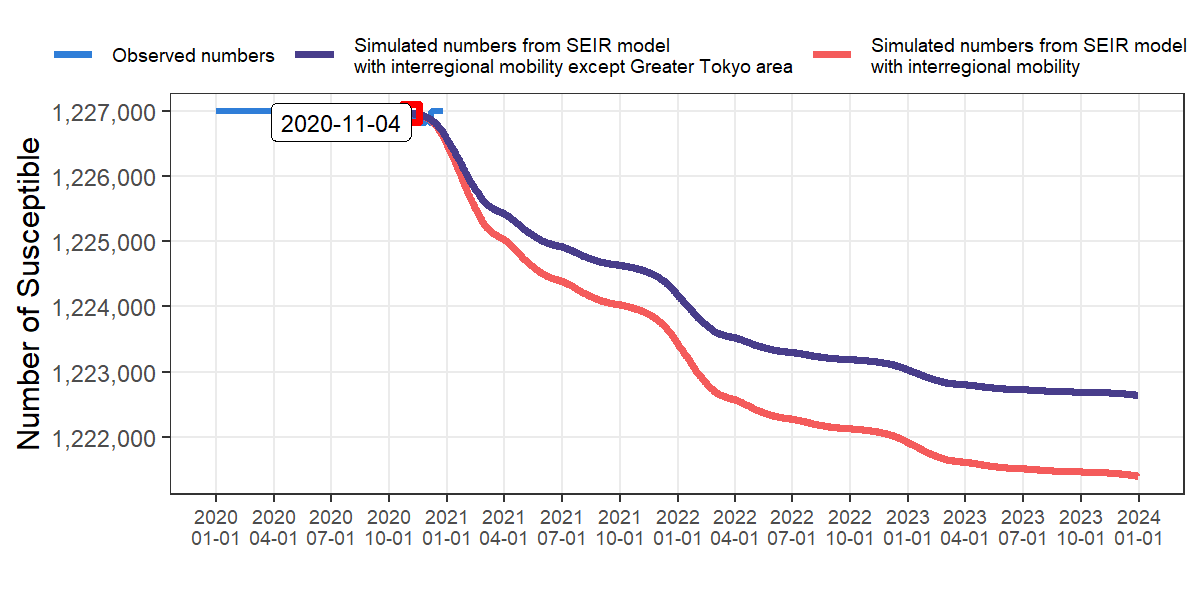 Observed numbers
Simulated numbers from SEIR model
with interregional mobility except Greater Tokyo area
Simulated numbers from SEIR model
with interregional mobility
Number of Susceptible
1,227,000
1,226,000
1,225,000
1,224,000
1,223,000
1,222,000
2020-11-04
2020 2020 2020 2020 2021 2021 2021 2021 2022 2022 2022 2022 2023 2023 2023 2023 2024
01-01 04-01 07-01 10-01 01-01 04-01 07-01 10-01 01-01 04-01 07-01 10-01 01-01 04-01 07-01 10-01 01-01